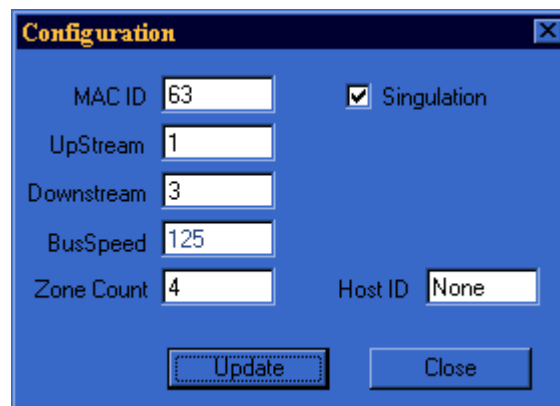 Configuration
MAC ID 63
Singulation
UpStream 1
Downstream 3
BusSpeed 125
Zone Count 4
Host ID None
Update
Close